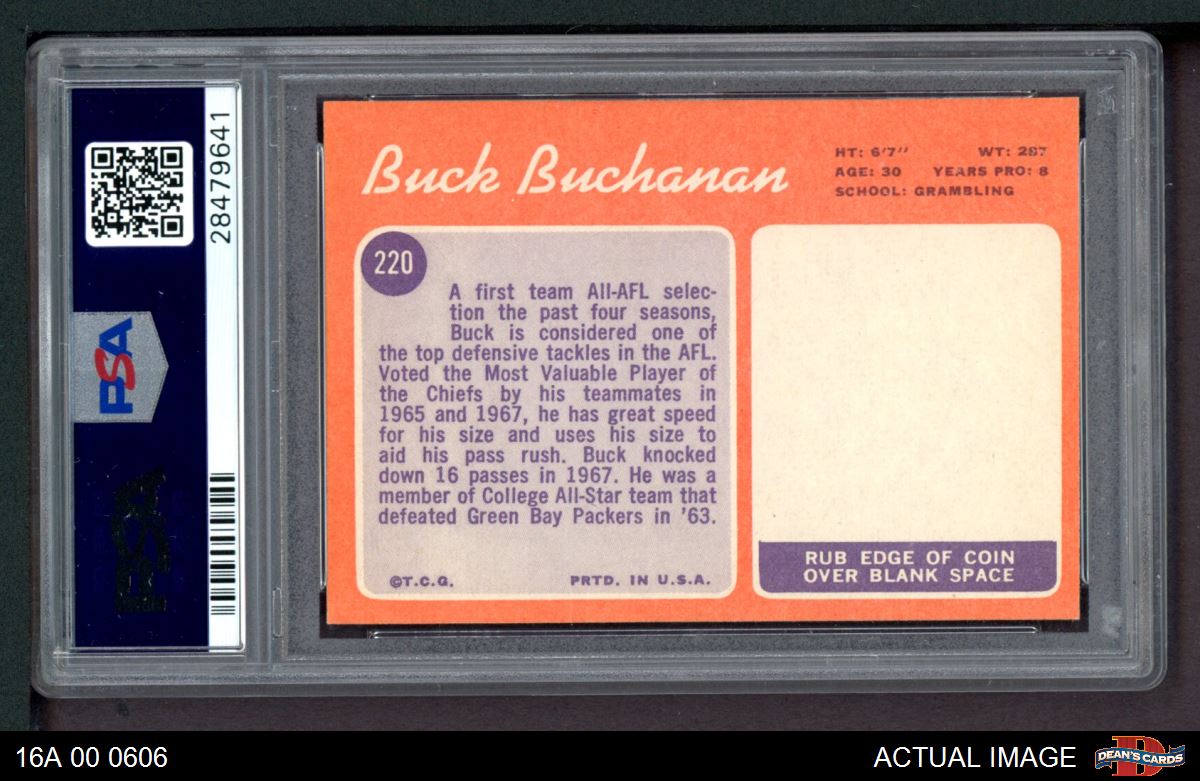 28479641
PSA
PSA
Buck Buchanan
HT: 6'7" WT: 287
AGE: 30 YEARS PRO: 8
SCHOOL: GRAMBLING
220
A first team All-AFL selec-
tion the past four seasons,
Buck is considered one of
the top defensive tackles in the AFL.
Voted the Most Valuable Player of
the Chiefs by his teammates in
1965 and 1967, he has great speed
for his size and uses his size to
aid his pass rush. Buck knocked
down 16 passes in 1967. He was a
member of College All-Star team that
defeated Green Bay Packers in '63.
©T.C.G. PRTD. IN U.S.A.
RUB EDGE OF COIN
OVER BLANK SPACE
16A 00 0606
ACTUAL IMAGE
D
DEAN'S CARDS